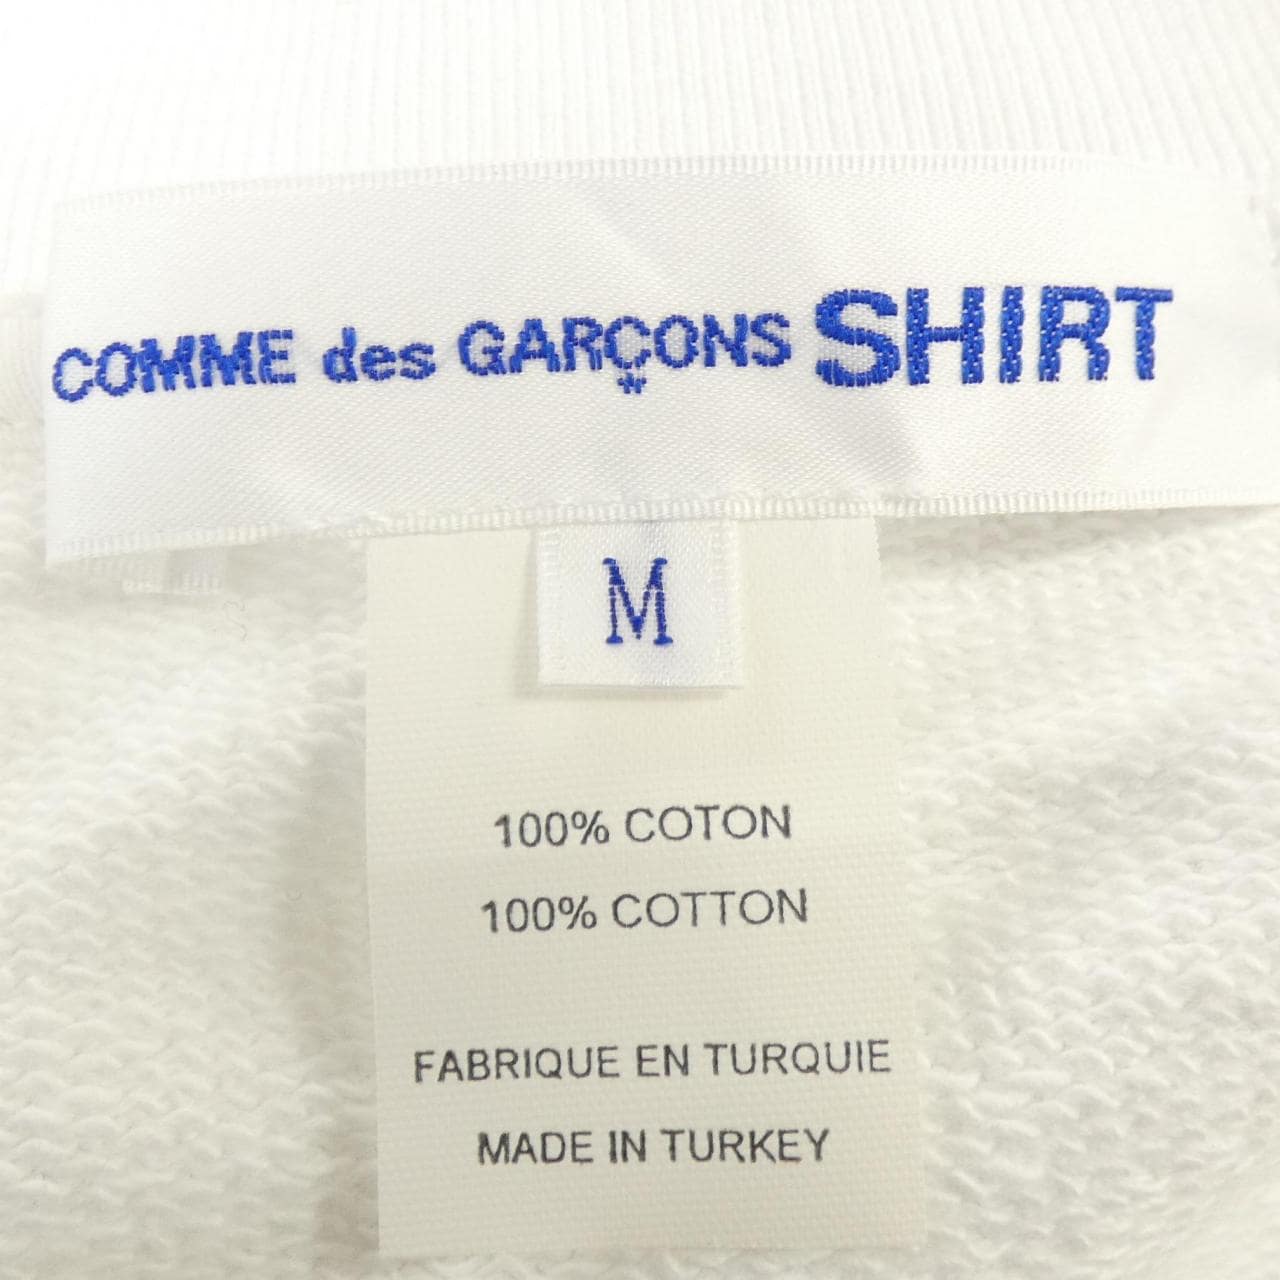 COMME des GARÇONS SHIRT
M
100% COTON
100% COTTON
FABRIQUE EN TURQUIE
MADE IN TURKEY